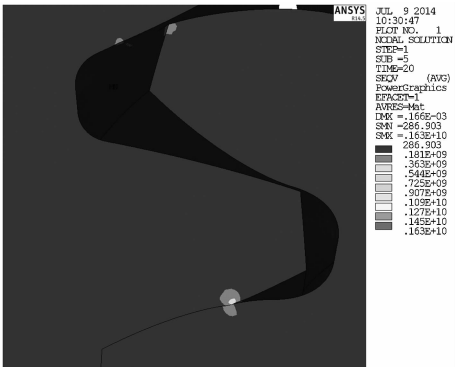 ANSYS
R14.5
JUL 9 2014
10:30:47
PLOT NO. 1
NODAL SOLUTION
STEP=1
SUB =5
TIME=20
SEQV (AVG)
PowerGraphics
EFACET=1
AVRES=Mat
DMX =.166E-03
SMN =286.903
SMX =.163E+10
286.903
.181E+09
.363E+09
.544E+09
.725E+09
.907E+09
.109E+10
.127E+10
.145E+10
.163E+10